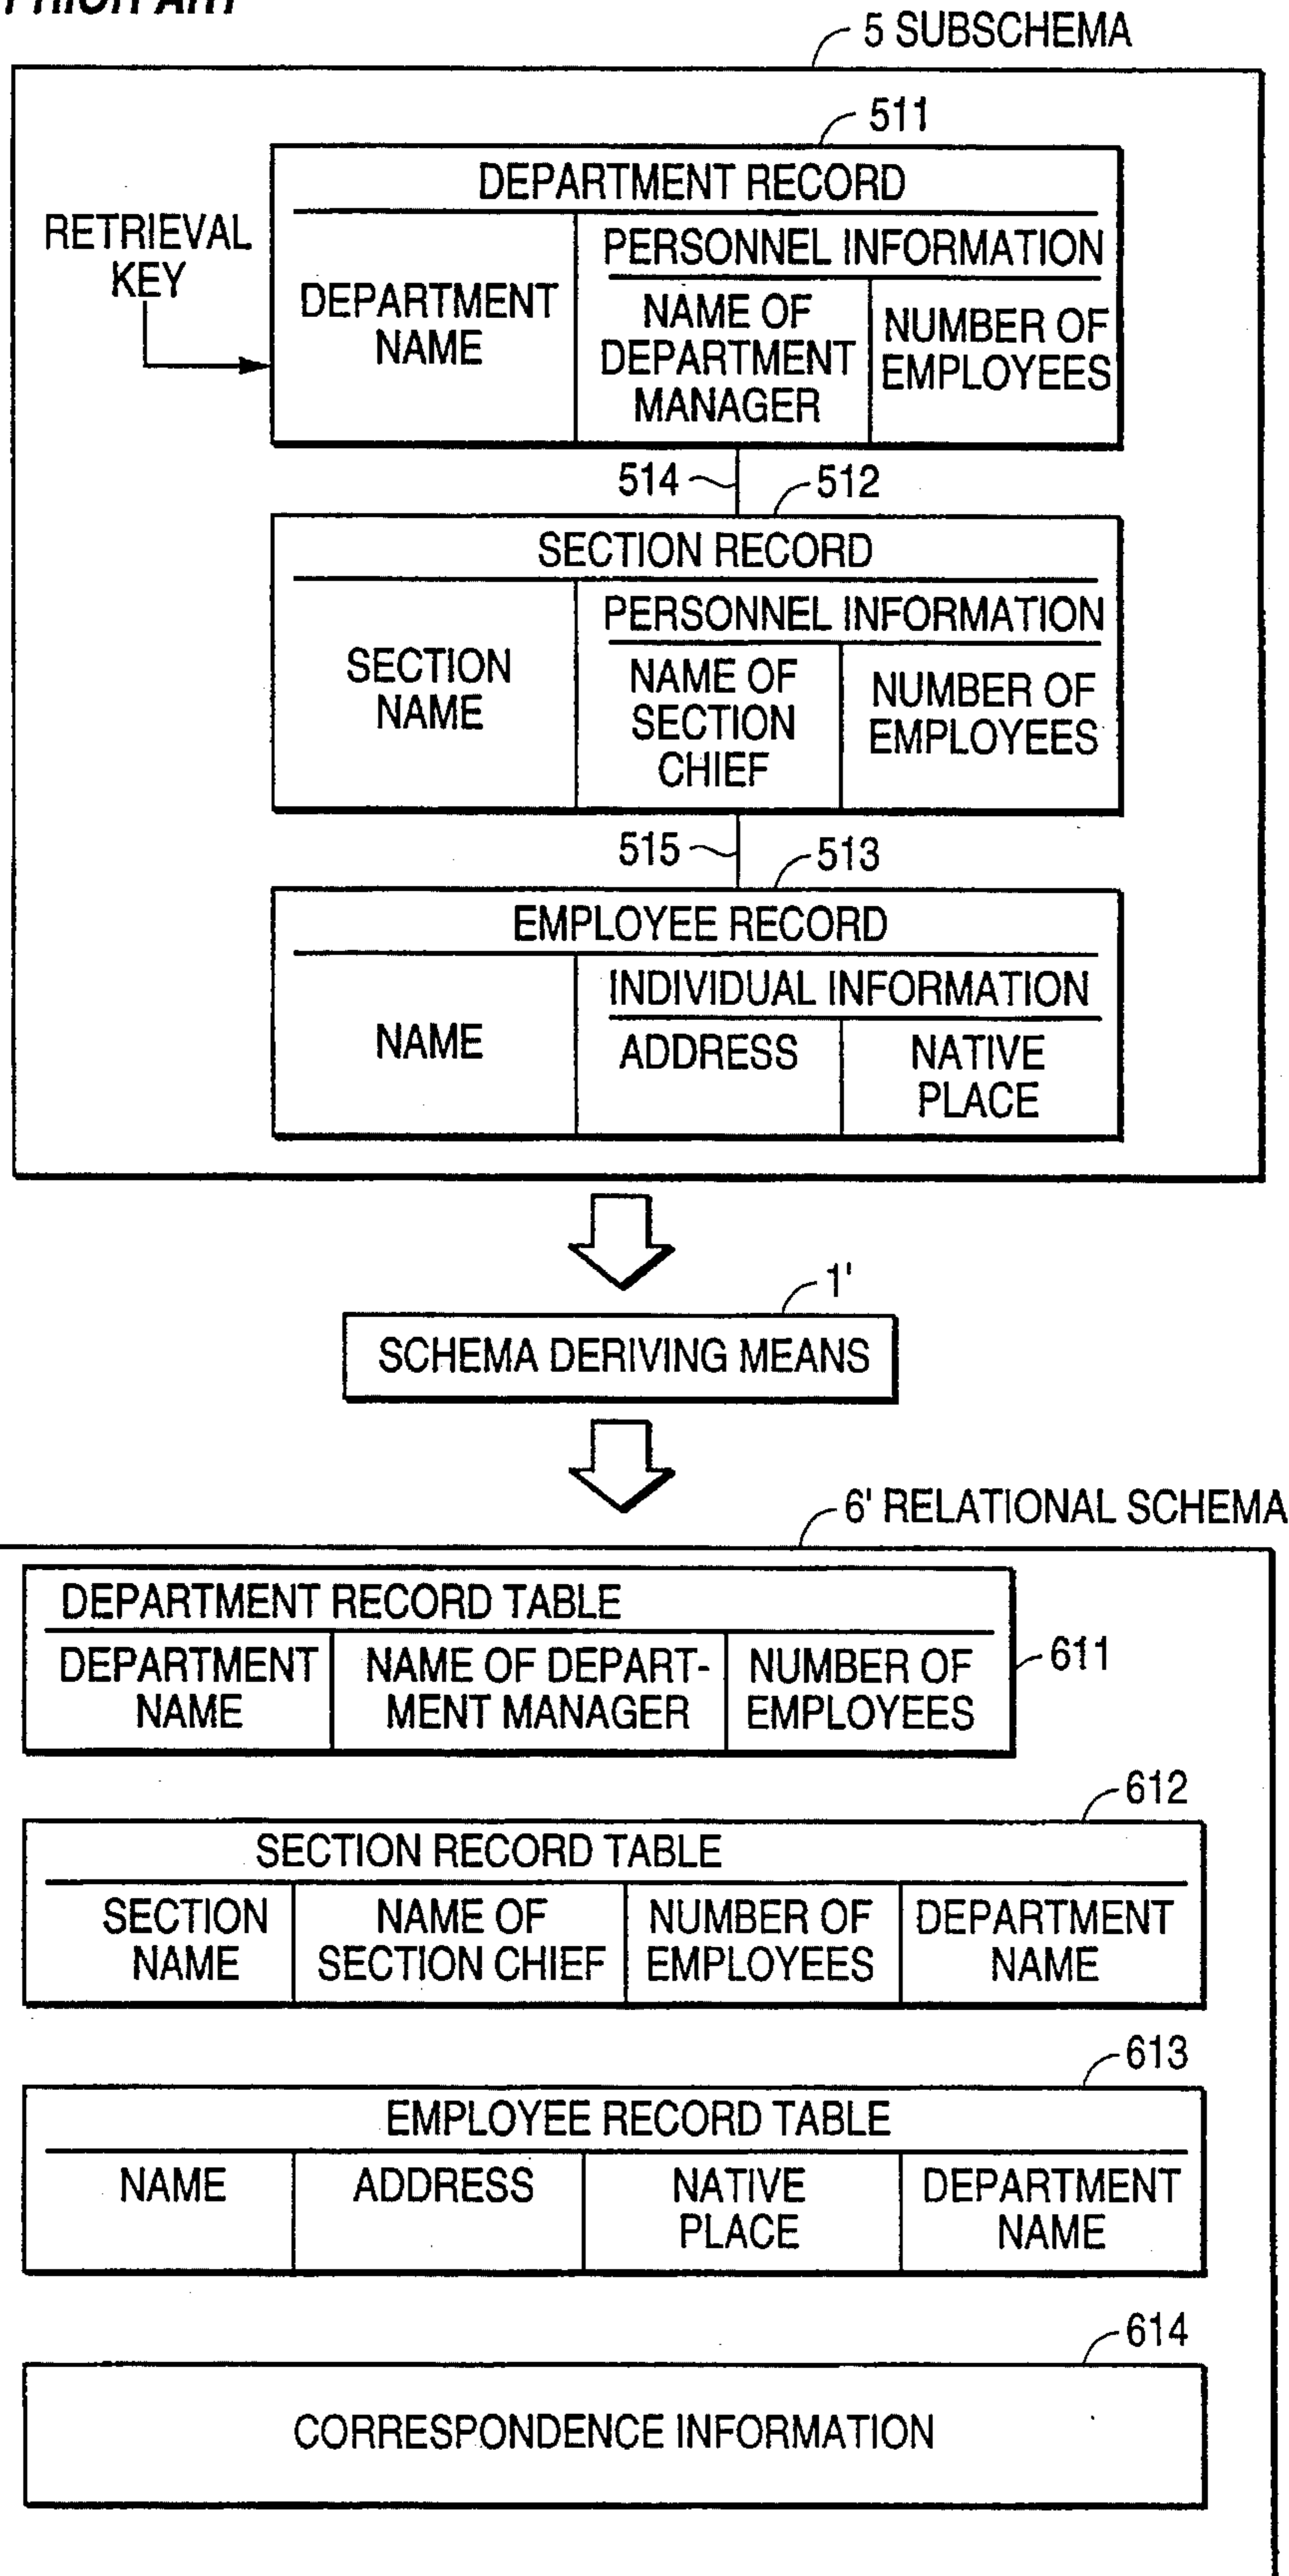 PRIOR ART
5 SUBSCHEMA
511
DEPARTMENT RECORD
RETRIEVAL
KEY
DEPARTMENT
NAME
PERSONNEL INFORMATION
NAME OF
DEPARTMENT
MANAGER
NUMBER OF
EMPLOYEES
514
512
SECTION RECORD
SECTION
NAME
PERSONNEL INFORMATION
NAME OF
SECTION
CHIEF
NUMBER OF
EMPLOYEES
515
513
EMPLOYEE RECORD
NAME
INDIVIDUAL INFORMATION
ADDRESS
NATIVE
PLACE
1'
SCHEMA DERIVING MEANS
6' RELATIONAL SCHEMA
DEPARTMENT RECORD TABLE
DEPARTMENT
NAME
NAME OF DEPART-
MENT MANAGER
NUMBER OF
EMPLOYEES
611
612
SECTION RECORD TABLE
SECTION
NAME
NAME OF
SECTION CHIEF
NUMBER OF
EMPLOYEES
DEPARTMENT
NAME
613
EMPLOYEE RECORD TABLE
NAME
ADDRESS
NATIVE
PLACE
DEPARTMENT
NAME
614
CORRESPONDENCE INFORMATION